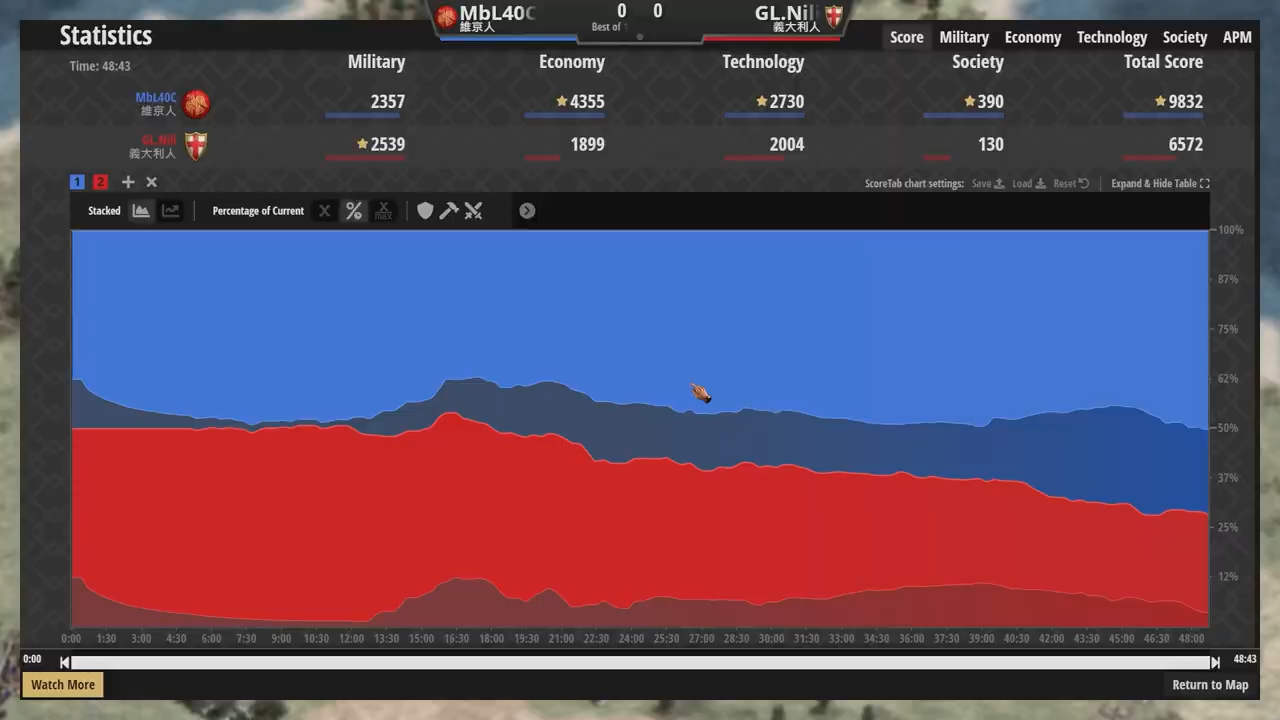 MbL40C
維京人
0 0
Best of
GL.Nill
義大利人
Statistics
Score Military Economy Technology Society APM
Time: 48:43
Military Economy Technology Society Total Score
MbL40C
維京人
2357 4355 2730 390 9832
GL.Nill
義大利人
2539 1899 2004 130 6572
1 2
ScoreTab chart settings: Save Load Reset Expand & Hide Table
Stacked Percentage of Current X % X max
100%
87%
75%
62%
50%
37%
25%
12%
0:00 1:30 3:00 4:30 6:00 7:30 9:00 10:30 12:00 13:30 15:00 16:30 18:00 19:30 21:00 22:30 24:00 25:30 27:00 28:30 30:00 31:30 33:00 34:30 36:00 37:30 39:00 40:30 42:00 43:30 45:00 46:30 48:00
0:00 48:43
Watch More Return to Map